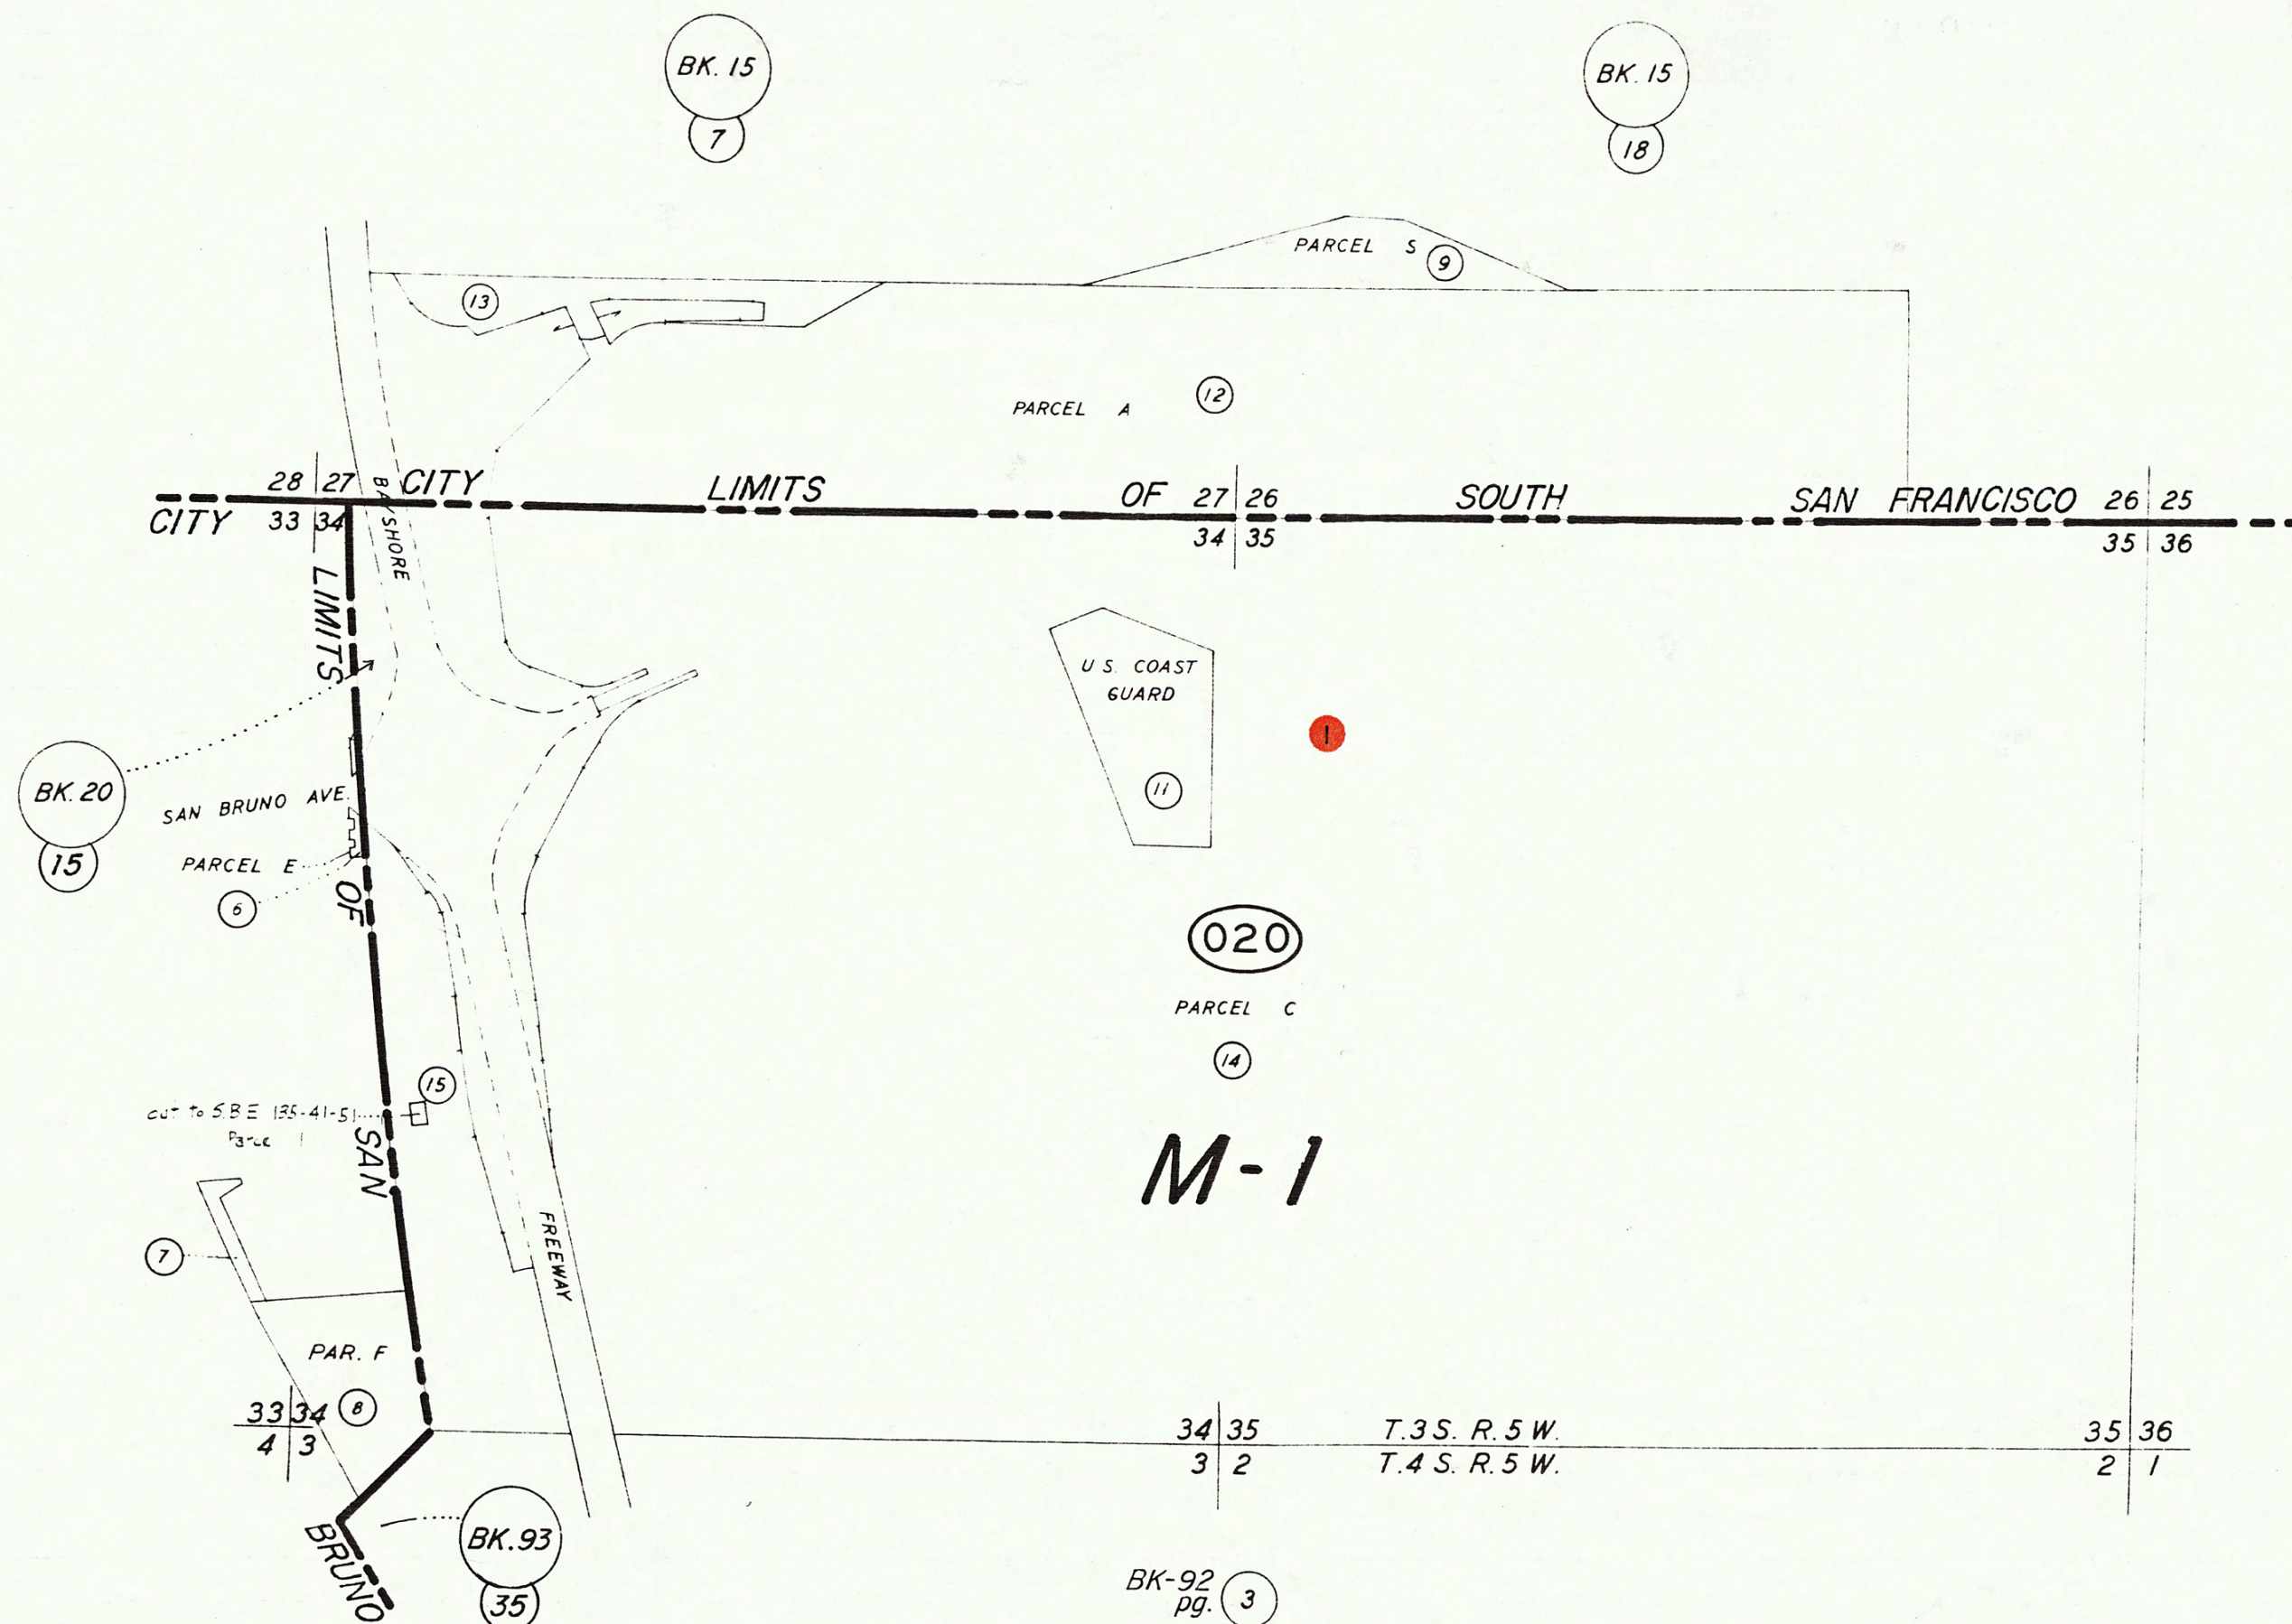 BK. 15
7
BK. 15
18
PARCEL S 9
13
PARCEL A 12
28 27
33 34
27 26
34 35
26 25
35 36
CITY LIMITS OF SOUTH SAN FRANCISCO
CITY LIMITS OF SAN BRUNO
BAYSHORE
FREEWAY
U.S. COAST
GUARD
11
1
BK. 20
15
SAN BRUNO AVE.
PARCEL E
6
020
PARCEL C
14
15
cut to S.B E 135-41-51
M-1
7
PAR. F
8
33 34
4 3
34 35
3 2
T.3 S. R.5 W.
T.4 S. R.5 W.
35 36
2 1
BK.93
35
BK-92
pg. 3